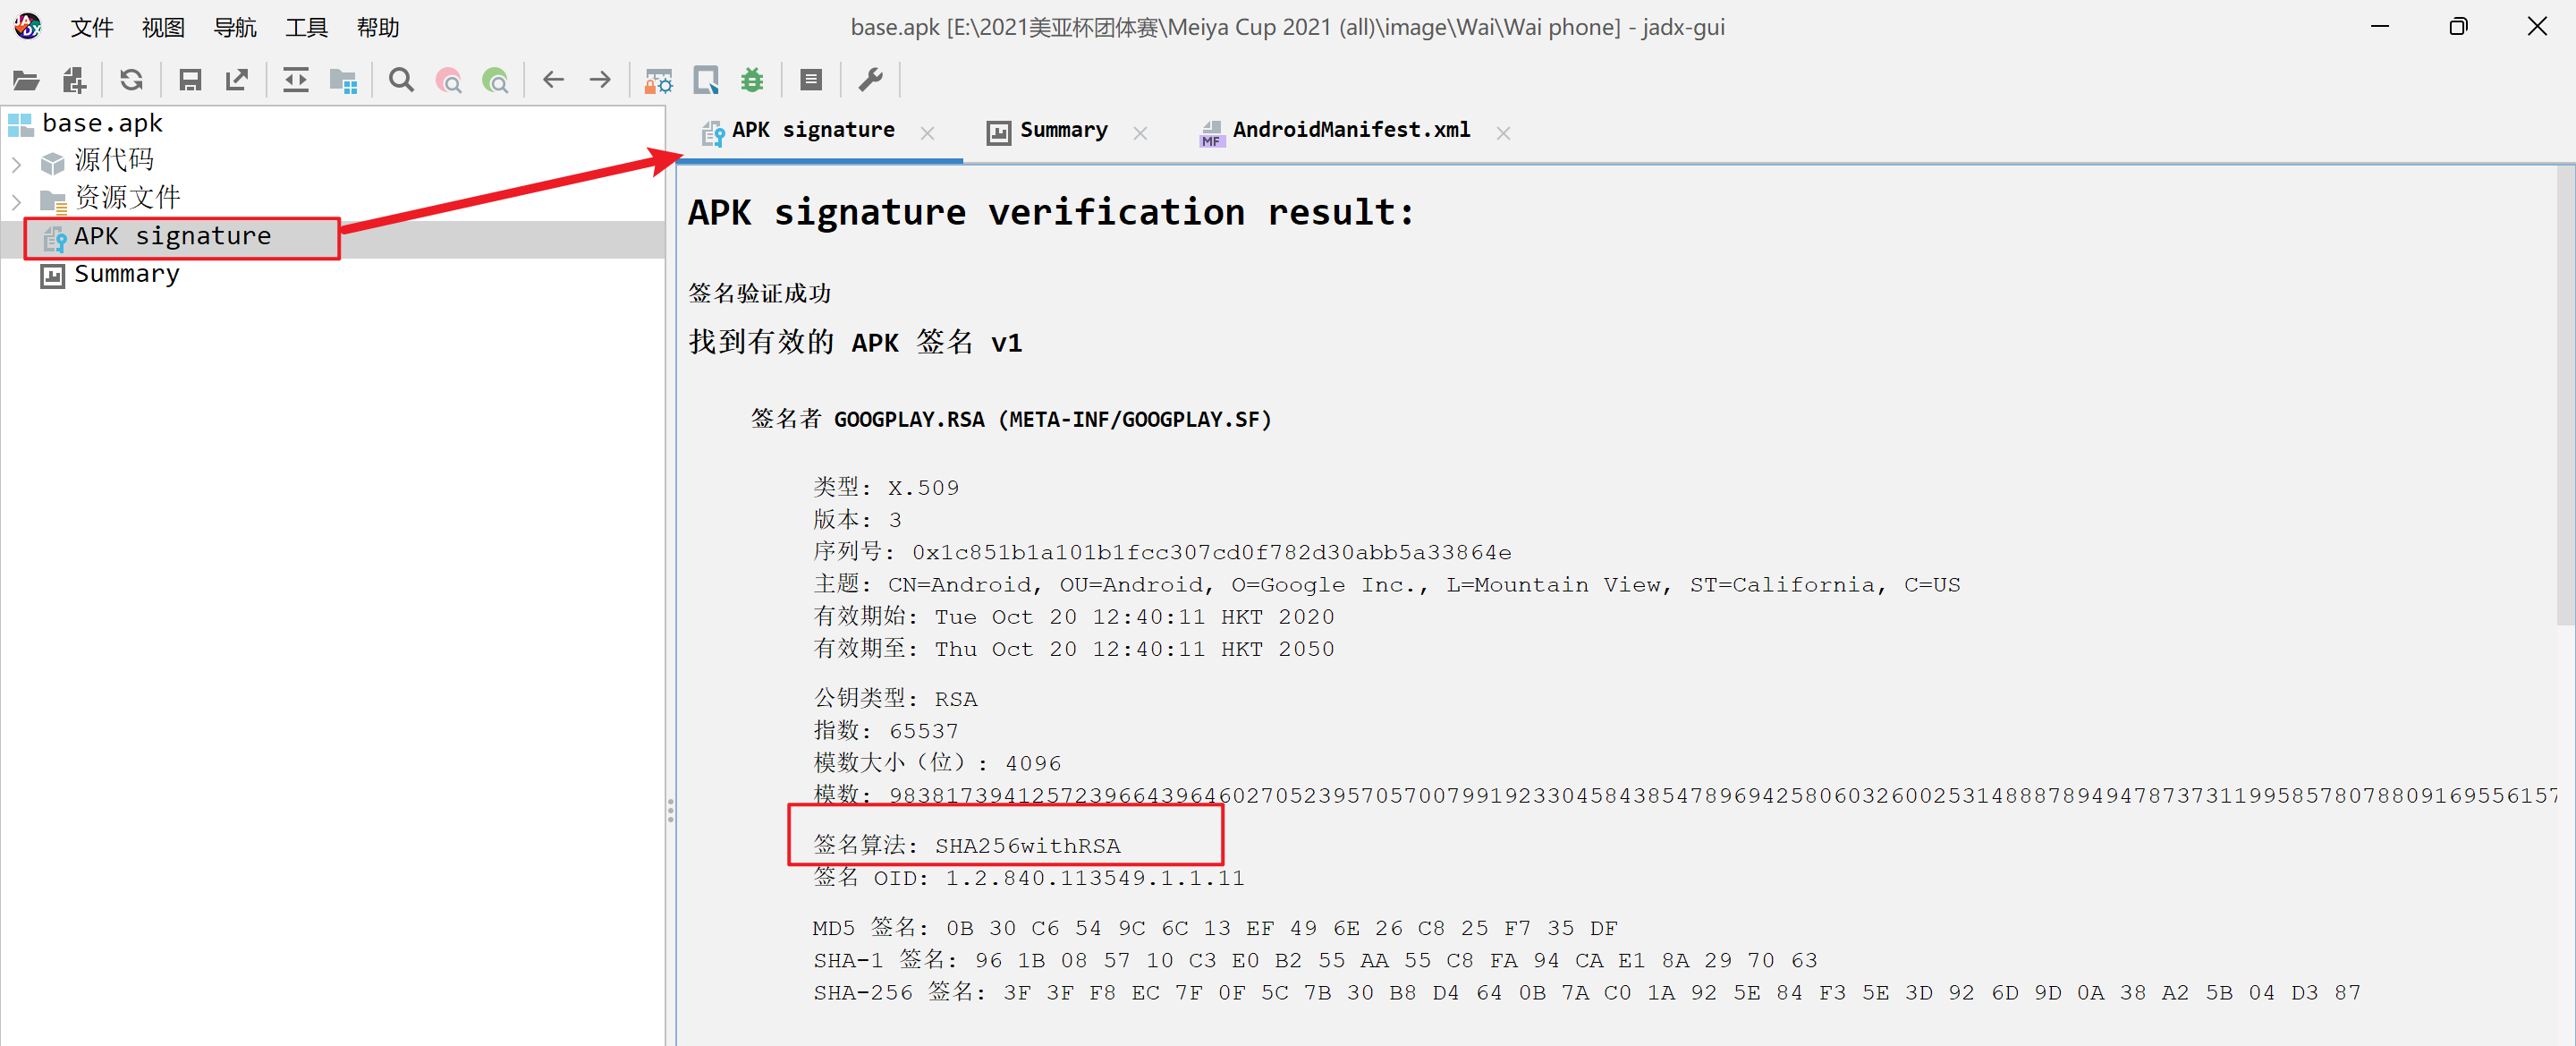 文件 视图 导航 工具 帮助
base.apk [E:\2021美亚杯团体赛\Meiya Cup 2021 (all)\image\Wai\Wai phone] - jadx-gui
base.apk
源代码
资源文件
APK signature
Summary
APK signature
Summary
MF AndroidManifest.xml
APK signature verification result:
签名验证成功
找到有效的 APK 签名 v1
签名者 GOOGPLAY.RSA (META-INF/GOOGPLAY.SF)
类型: X.509
版本: 3
序列号: 0x1c851b1a101b1fcc307cd0f782d30abb5a33864e
主题: CN=Android, OU=Android, O=Google Inc., L=Mountain View, ST=California, C=US
有效期始: Tue Oct 20 12:40:11 HKT 2020
有效期至: Thu Oct 20 12:40:11 HKT 2050
公钥类型: RSA
指数: 65537
模数大小（位）: 4096
模数: 983817394125723966439646027052395705700799192330458438547896942580603260025314888789494787373119958578078809169556157
签名算法: SHA256withRSA
签名 OID: 1.2.840.113549.1.1.11
MD5 签名: 0B 30 C6 54 9C 6C 13 EF 49 6E 26 C8 25 F7 35 DF
SHA-1 签名: 96 1B 08 57 10 C3 E0 B2 55 AA 55 C8 FA 94 CA E1 8A 29 70 63
SHA-256 签名: 3F 3F F8 EC 7F 0F 5C 7B 30 B8 D4 64 0B 7A C0 1A 92 5E 84 F3 5E 3D 92 6D 9D 0A 38 A2 5B 04 D3 87